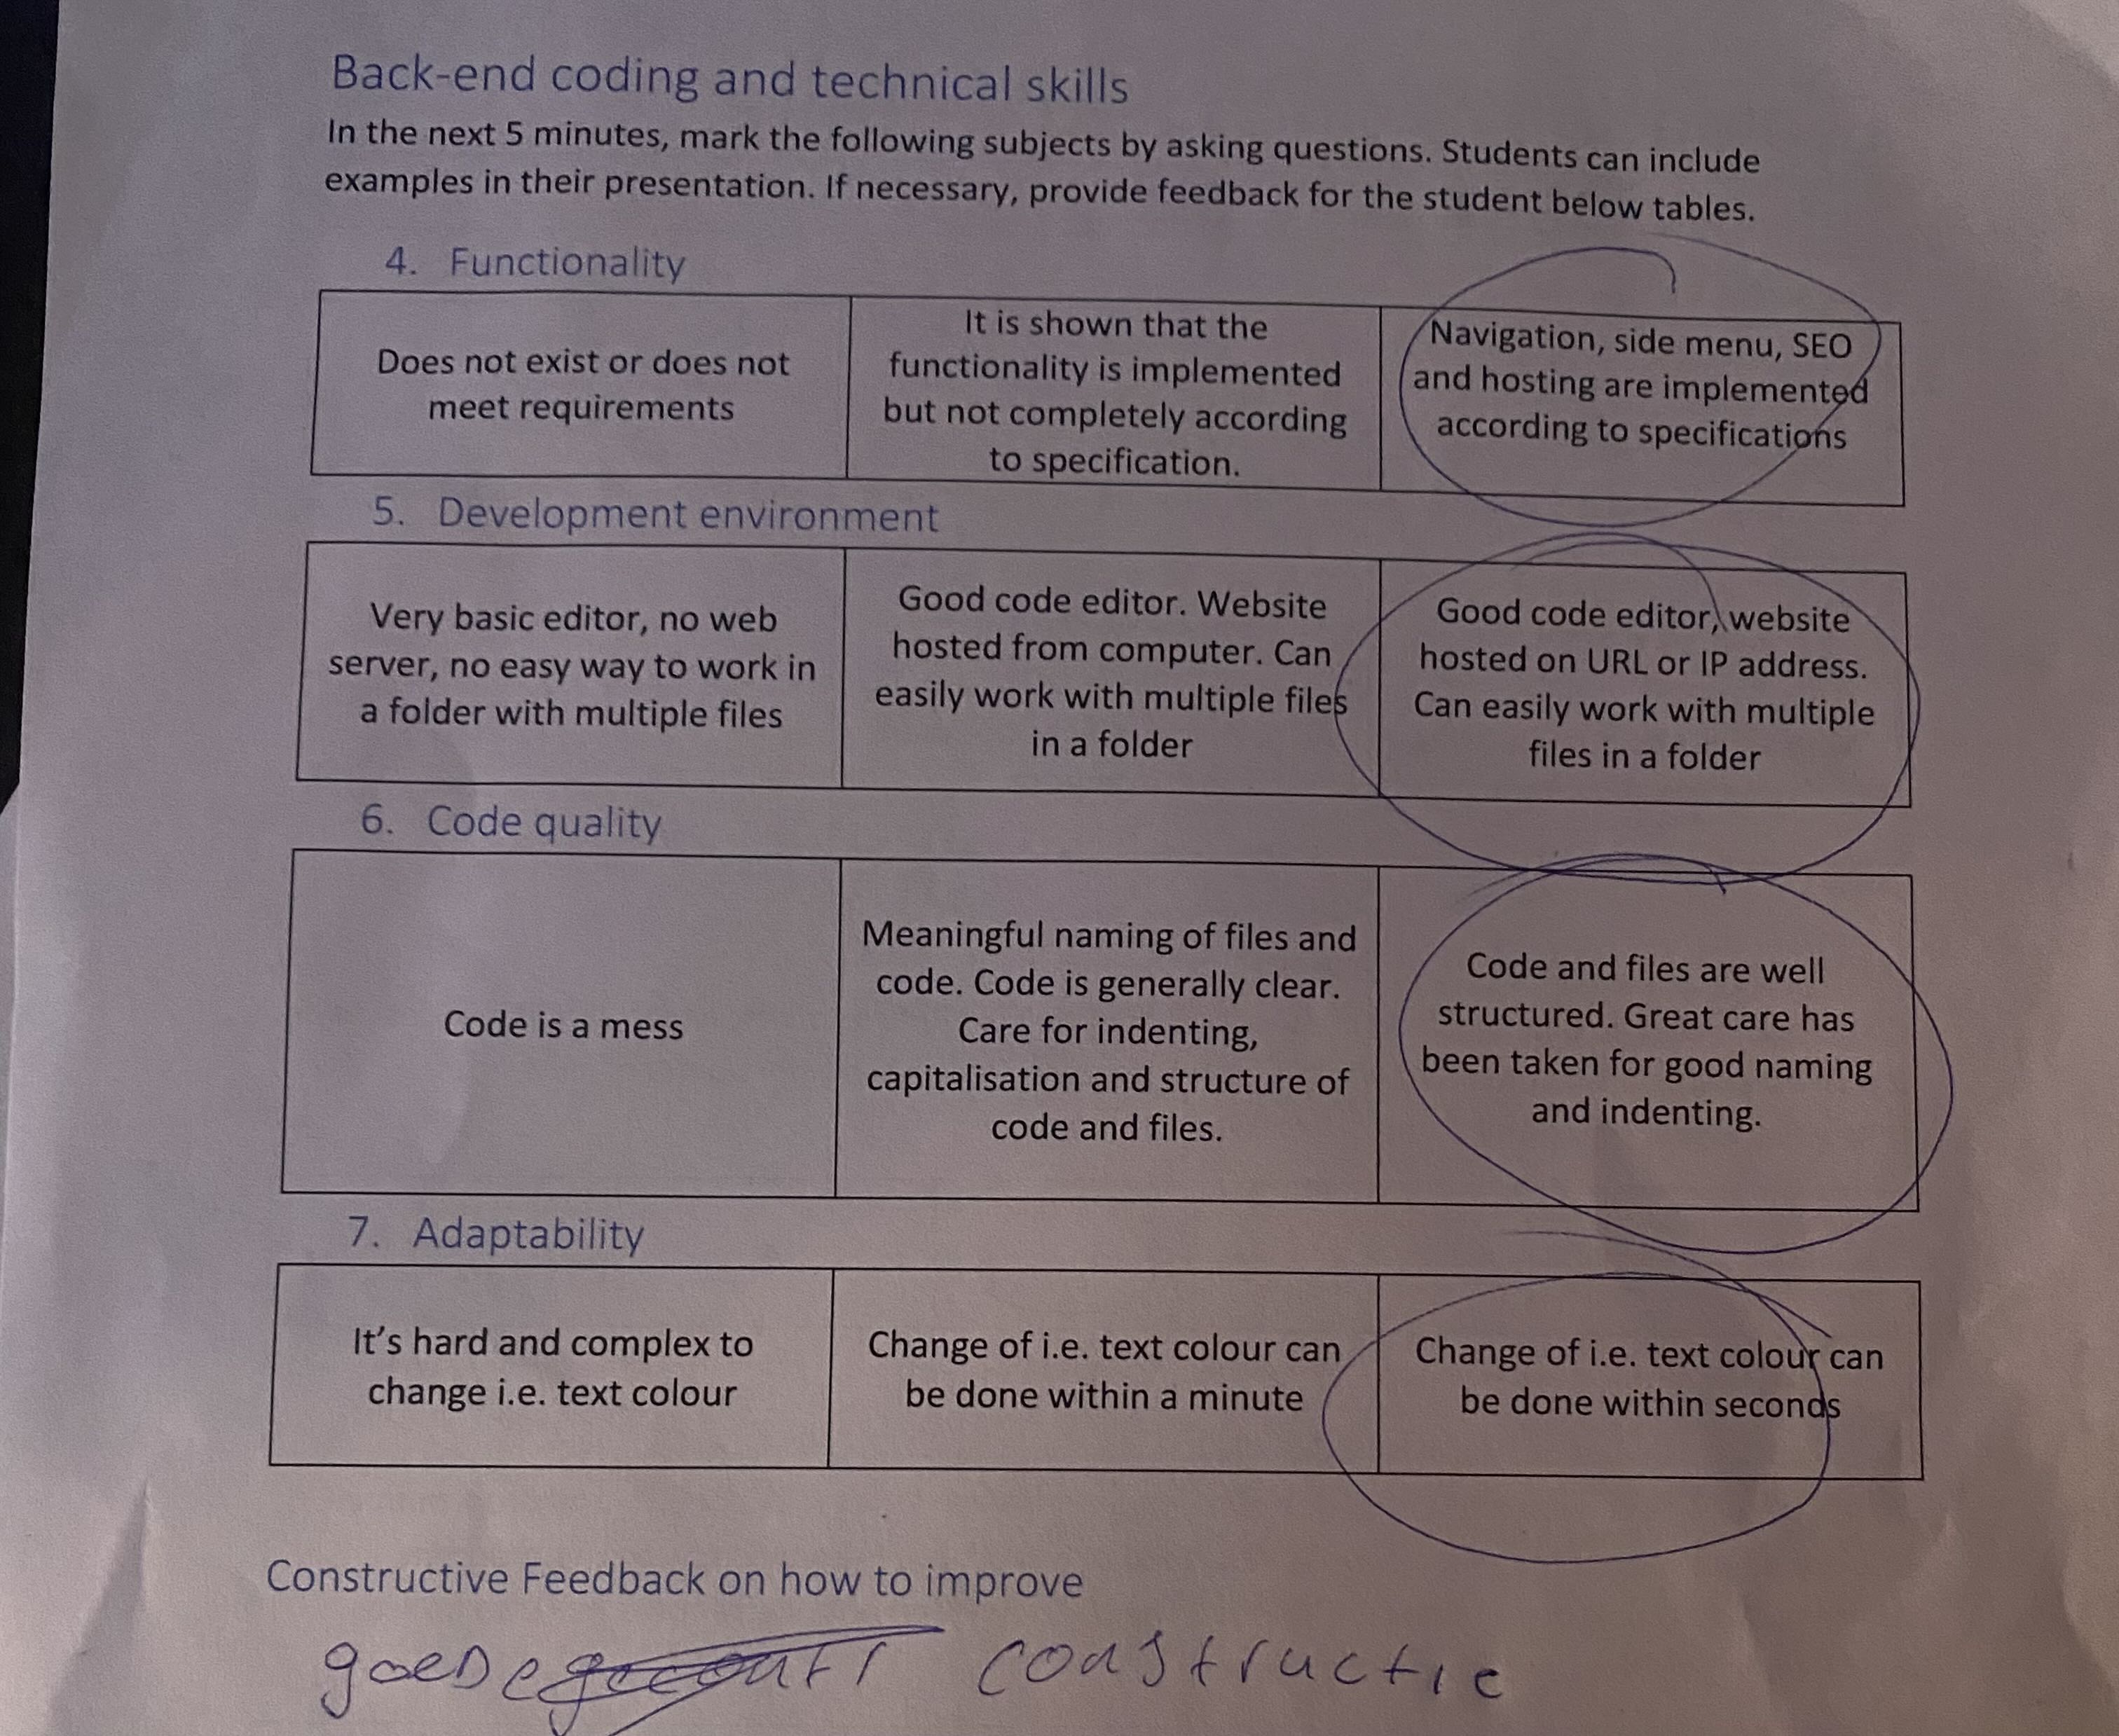 Back-end coding and technical skills
In the next 5 minutes, mark the following subjects by asking questions. Students can include
examples in their presentation. If necessary, provide feedback for the student below tables.
4. Functionality
Does not exist or does not
meet requirements
It is shown that the
functionality is implemented
but not completely according
to specification.
Navigation, side menu, SEO
and hosting are implemented
according to specifications
5. Development environment
Very basic editor, no web
server, no easy way to work in
a folder with multiple files
Good code editor. Website
hosted from computer. Can
easily work with multiple files
in a folder
Good code editor, website
hosted on URL or IP address.
Can easily work with multiple
files in a folder
6. Code quality
Code is a mess
Meaningful naming of files and
code. Code is generally clear.
Care for indenting,
capitalisation and structure of
code and files.
Code and files are well
structured. Great care has
been taken for good naming
and indenting.
7. Adaptability
It's hard and complex to
change i.e. text colour
Change of i.e. text colour can
be done within a minute
Change of i.e. text colour can
be done within seconds
Constructive Feedback on how to improve
goede constructie